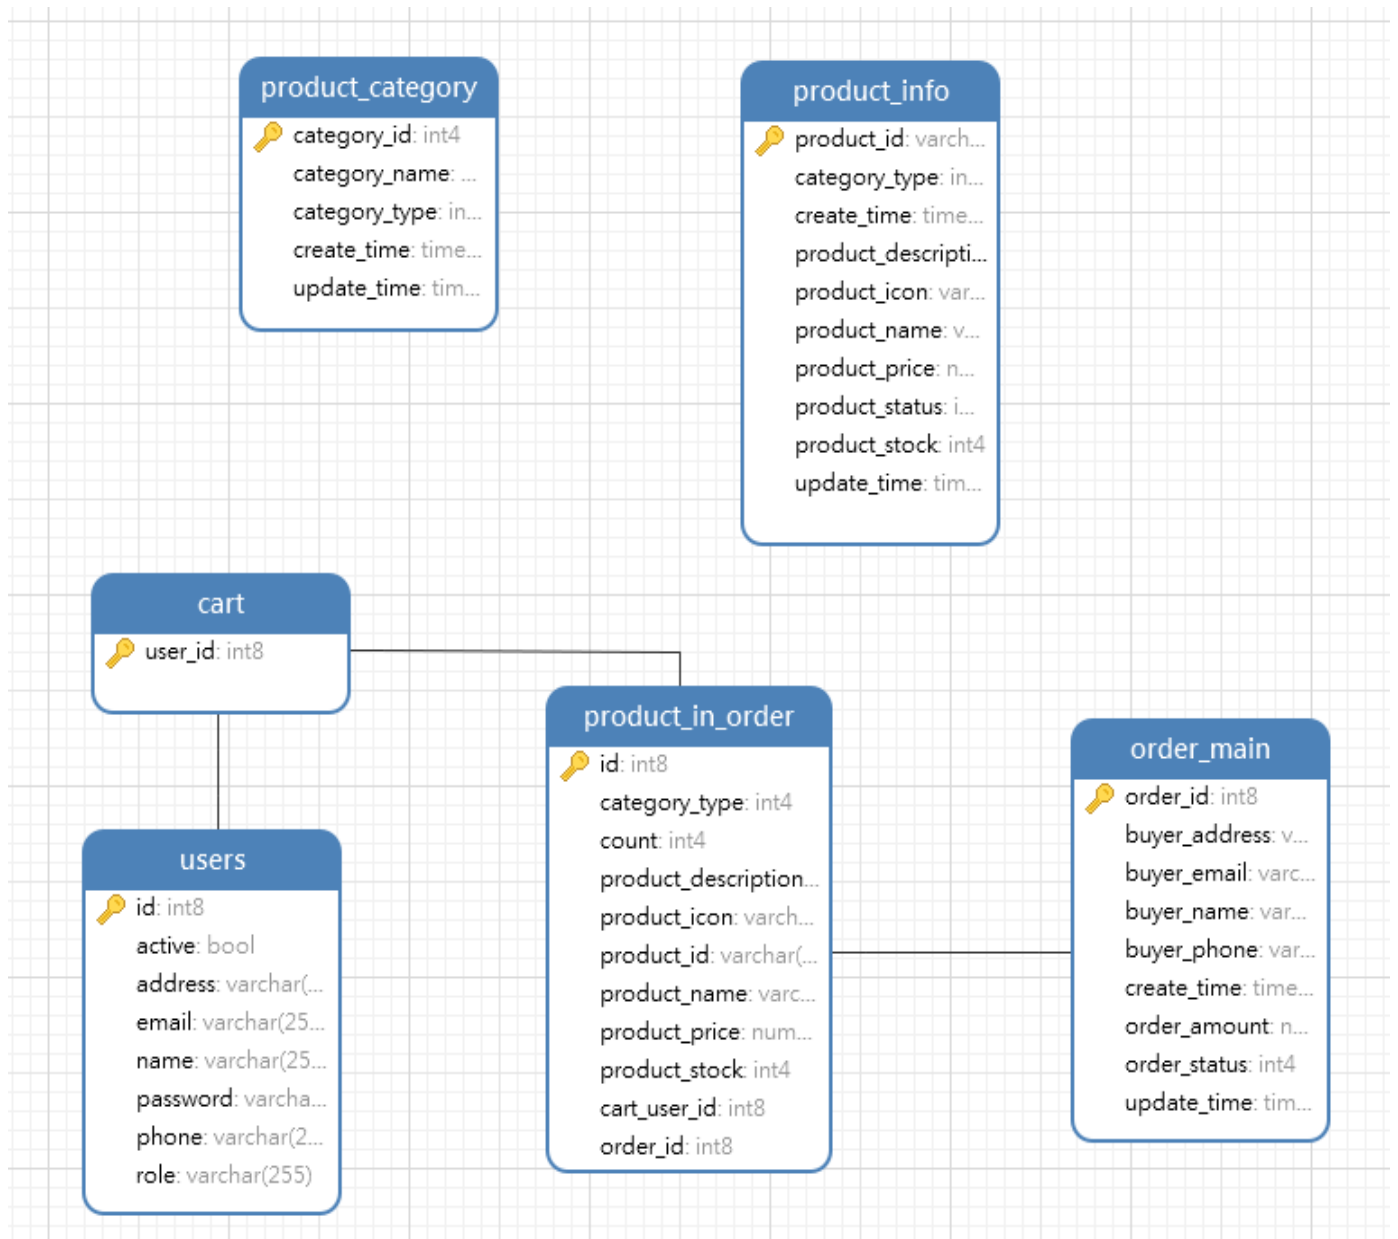 product_category
category_id: int4
category_name: ...
category_type: in...
create_time: time...
update_time: tim...
product_info
product_id: varch...
category_type: in...
create_time: time...
product_descripti...
product_icon: var...
product_name: v...
product_price: n...
product_status: i...
product_stock: int4
update_time: tim...
cart
user_id: int8
users
id: int8
active: bool
address: varchar(...
email: varchar(25...
name: varchar(25...
password: varcha...
phone: varchar(2...
role: varchar(255)
product_in_order
id: int8
category_type: int4
count: int4
product_description...
product_icon: varch...
product_id: varchar(...
product_name: varc...
product_price: num...
product_stock: int4
cart_user_id: int8
order_id: int8
order_main
order_id: int8
buyer_address: v...
buyer_email: varc...
buyer_name: var...
buyer_phone: var...
create_time: time...
order_amount: n...
order_status: int4
update_time: tim...